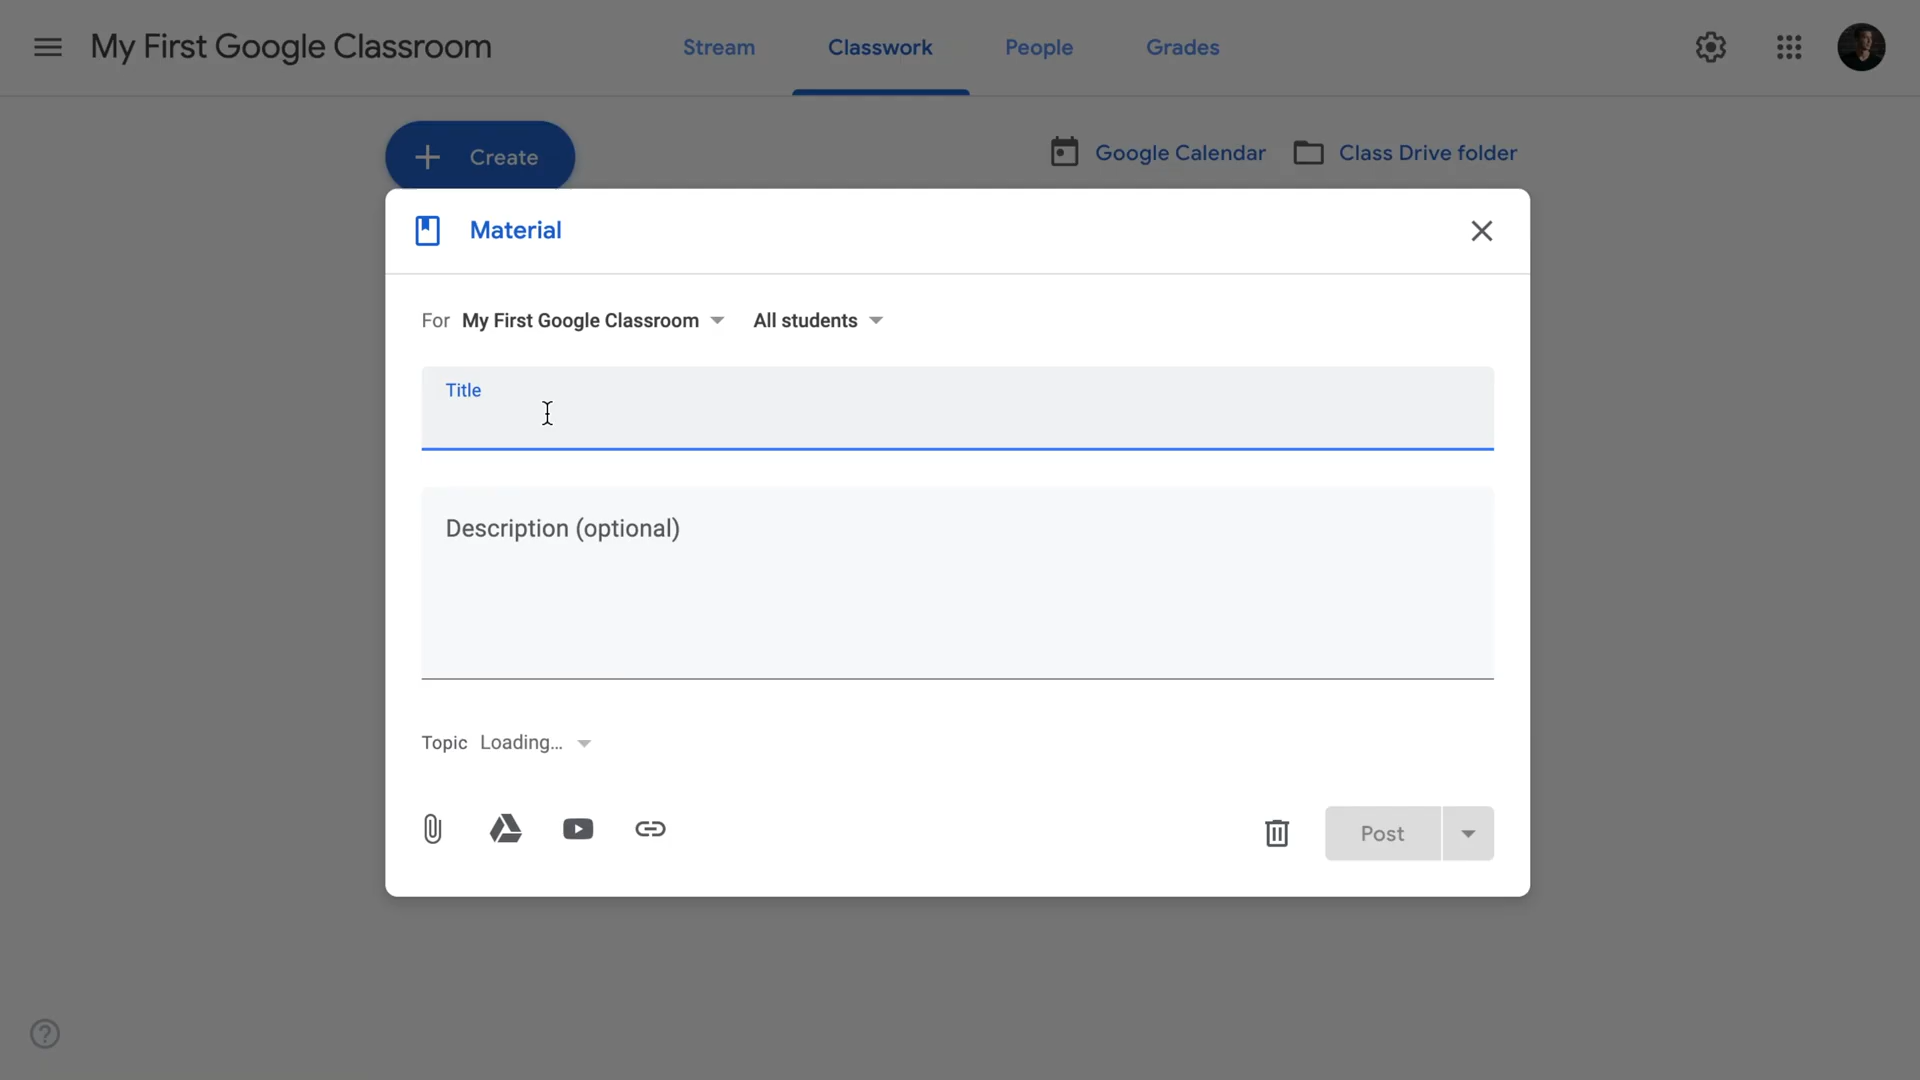 My First Google Classroom
Stream
Classwork
People
Grades
Create
Google Calendar
Class Drive folder
Material
For My First Google Classroom
All students
Title
Description (optional)
Topic Loading...
Post